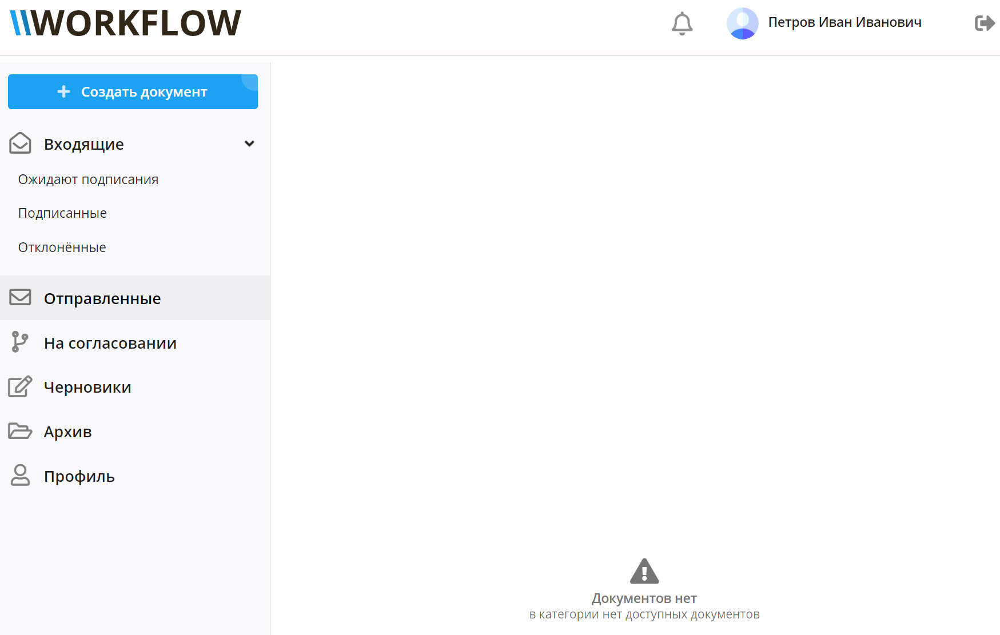 \\WORKFLOW
Петров Иван Иванович
Создать документ
Входящие
Ожидают подписания
Подписанные
Отклонённые
Отправленные
На согласовании
Черновики
Архив
Профиль
Документов нет
в категории нет доступных документов